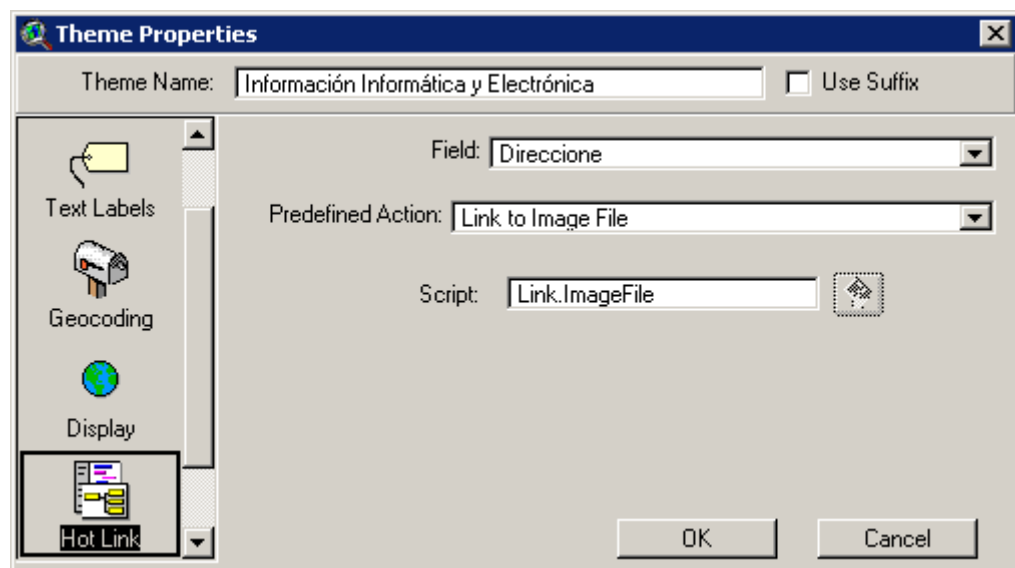 Theme Properties
Theme Name: Información Informática y Electrónica Use Suffix
Text Labels
Geocoding
Display
Hot Link
Field: Direccione
Predefined Action: Link to Image File
Script: Link.ImageFile
OK Cancel